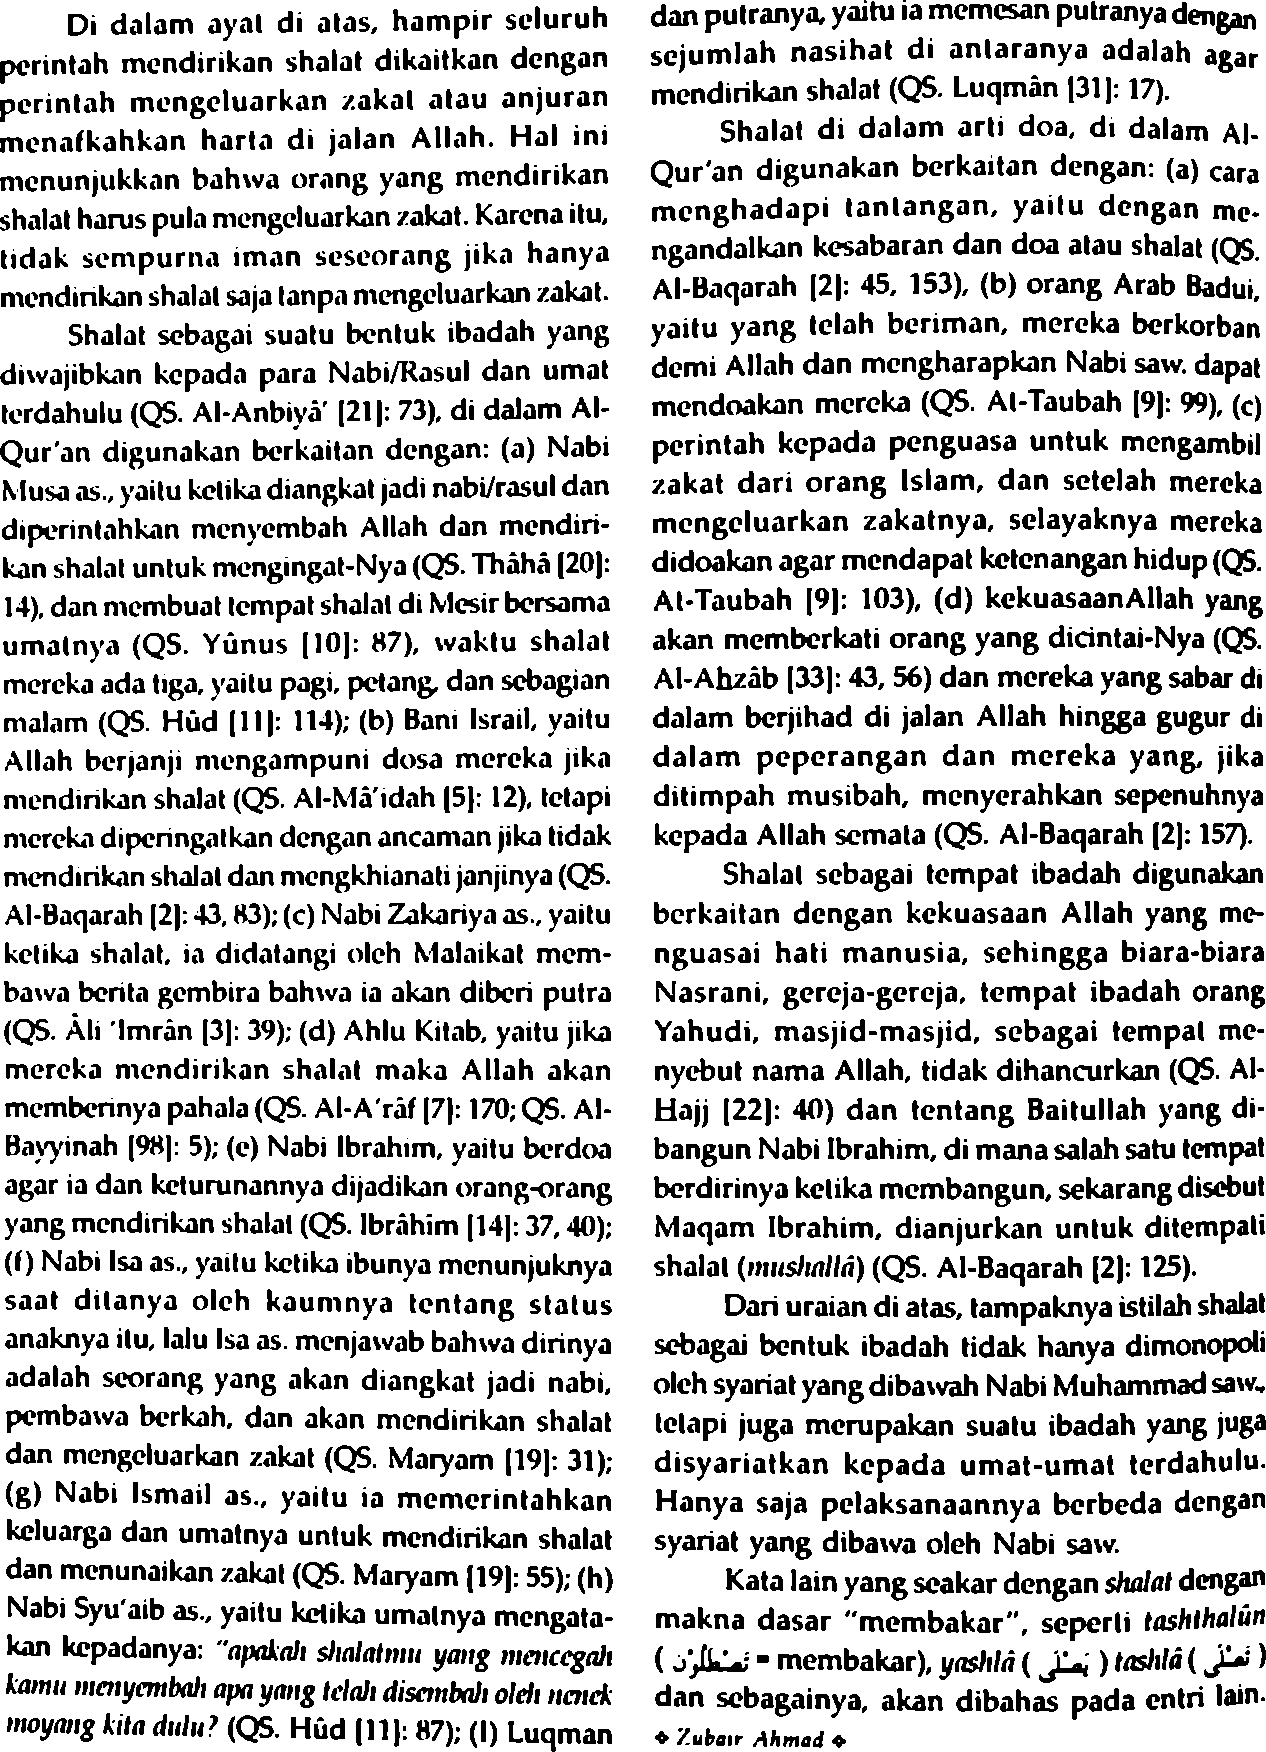 Di dalam ayat di atas, hampir seluruh
perintah mendirikan shalat dikaitkan dengan
perintah mengeluarkan zakat atau anjuran
menafkahkan harta di jalan Allah. Hal ini
menunjukkan bahwa orang yang mendirikan
shalat harus pula mengeluarkan zakat. Karena itu,
tidak sempurna iman seseorang jika hanya
mendirikan shalat saja tanpa mengeluarkan zakat.
Shalat sebagai suatu bentuk ibadah yang
diwajibkan kepada para Nabi/Rasul dan umat
terdahulu (QS. Al-Anbiyâ' [21]: 73), di dalam Al-
Qur'an digunakan berkaitan dengan: (a) Nabi
Musa as., yaitu ketika diangkat jadi nabi/rasul dan
diperintahkan menyembah Allah dan mendiri-
kan shalat untuk mengingat-Nya (QS. Thâhâ [20]:
14), dan membuat tempat shalat di Mesir bersama
umatnya (QS. Yûnus [10]: 87), waktu shalat
mereka ada tiga, yaitu pagi, petang, dan sebagian
malam (QS. Hûd [11]: 114); (b) Bani Israil, yaitu
Allah berjanji mengampuni dosa mereka jika
mendirikan shalat (QS. Al-Mâ'idah [5]: 12), tetapi
mereka diperingatkan dengan ancaman jika tidak
mendirikan shalat dan mengkhianati janjinya (QS.
Al-Baqarah [2]: 43, 83); (c) Nabi Zakariya as., yaitu
ketika shalat, ia didatangi oleh Malaikat mem-
bawa berita gembira bahwa ia akan diberi putra
(QS. Âli 'Imrân [3]: 39); (d) Ahlu Kitab, yaitu jika
mereka mendirikan shalat maka Allah akan
memberinya pahala (QS. Al-A'râf [7]: 170; QS. Al-
Bayyinah [98]: 5); (e) Nabi Ibrahim, yaitu berdoa
agar ia dan keturunannya dijadikan orang-orang
yang mendirikan shalat (QS. Ibrâhîm [14]: 37, 40);
(f) Nabi Isa as., yaitu ketika ibunya menunjuknya
saat ditanya oleh kaumnya tentang status
anaknya itu, lalu Isa as. menjawab bahwa dirinya
adalah seorang yang akan diangkat jadi nabi,
pembawa berkah, dan akan mendirikan shalat
dan mengeluarkan zakat (QS. Maryam [19]: 31);
(g) Nabi Ismail as., yaitu ia memerintahkan
keluarga dan umatnya untuk mendirikan shalat
dan menunaikan zakat (QS. Maryam [19]: 55); (h)
Nabi Syu'aib as., yaitu ketika umatnya mengata-
kan kepadanya: "apakah shalatmu yang mencegah
kamu menyembah apa yang telah disembah oleh nenek
moyang kita dulu? (QS. Hûd [11]: 87); (I) Luqman
dan putranya, yaitu ia memesan putranya dengan
sejumlah nasihat di antaranya adalah agar
mendirikan shalat (QS. Luqmân [31]: 17).
Shalat di dalam arti doa, di dalam Al-
Qur'an digunakan berkaitan dengan: (a) cara
menghadapi tantangan, yaitu dengan me-
ngandalkan kesabaran dan doa atau shalat (QS.
Al-Baqarah [2]: 45, 153), (b) orang Arab Badui,
yaitu yang telah beriman, mereka berkorban
demi Allah dan mengharapkan Nabi saw. dapat
mendoakan mereka (QS. At-Taubah [9]: 99), (c)
perintah kepada penguasa untuk mengambil
zakat dari orang Islam, dan setelah mereka
mengeluarkan zakatnya, selayaknya mereka
didoakan agar mendapat ketenangan hidup (QS.
At-Taubah [9]: 103), (d) kekuasaanAllah yang
akan memberkati orang yang dicintai-Nya (QS.
Al-Ahzâb [33]: 43, 56) dan mereka yang sabar di
dalam berjihad di jalan Allah hingga gugur di
dalam peperangan dan mereka yang, jika
ditimpah musibah, menyerahkan sepenuhnya
kepada Allah semata (QS. Al-Baqarah [2]: 157).
Shalat sebagai tempat ibadah digunakan
berkaitan dengan kekuasaan Allah yang me-
nguasai hati manusia, sehingga biara-biara
Nasrani, gereja-gereja, tempat ibadah orang
Yahudi, masjid-masjid, sebagai tempat me-
nyebut nama Allah, tidak dihancurkan (QS. Al-
Hajj [22]: 40) dan tentang Baitullah yang di-
bangun Nabi Ibrahim, di mana salah satu tempat
berdirinya ketika membangun, sekarang disebut
Maqam Ibrahim, dianjurkan untuk ditempati
shalat (mushallâ) (QS. Al-Baqarah [2]: 125).
Dari uraian di atas, tampaknya istilah shalat
sebagai bentuk ibadah tidak hanya dimonopoli
oleh syariat yang dibawah Nabi Muhammad saw.,
tetapi juga merupakan suatu ibadah yang juga
disyariatkan kepada umat-umat terdahulu.
Hanya saja pelaksanaannya berbeda dengan
syariat yang dibawa oleh Nabi saw.
Kata lain yang seakar dengan shalat dengan
makna dasar "membakar", seperti tashthalûn
(تَصْطَلُوْنَ = membakar), yashlâ (يَصْلَى) tashlâ (تَصْلَى)
dan sebagainya, akan dibahas pada entri lain.
❖ Zubair Ahmad ❖